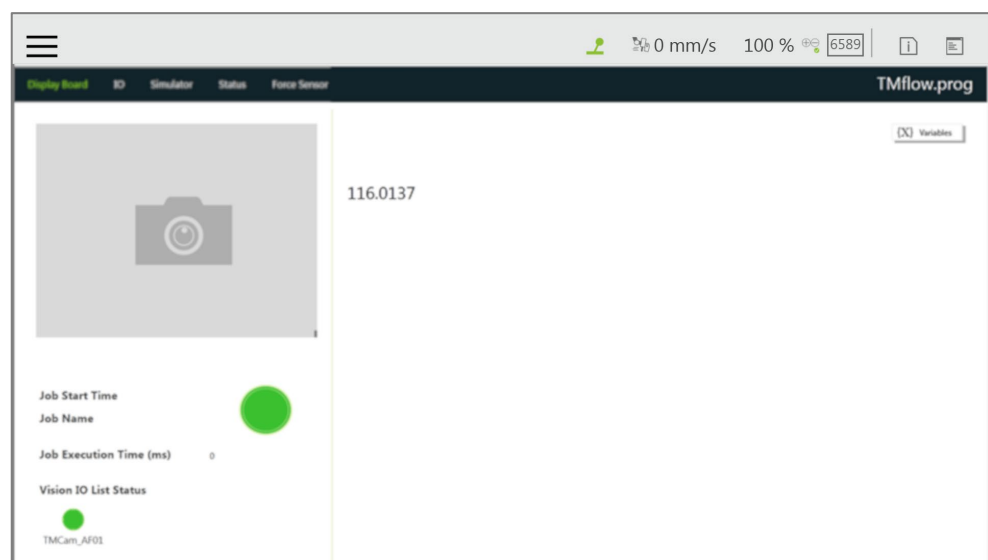 0 mm/s 100 % 6589
Display Board IO Simulator Status Force Sensor TMflow.prog
{X} Variables
116.0137
Job Start Time
Job Name
Job Execution Time (ms) 0
Vision IO List Status
TMCam_AF01